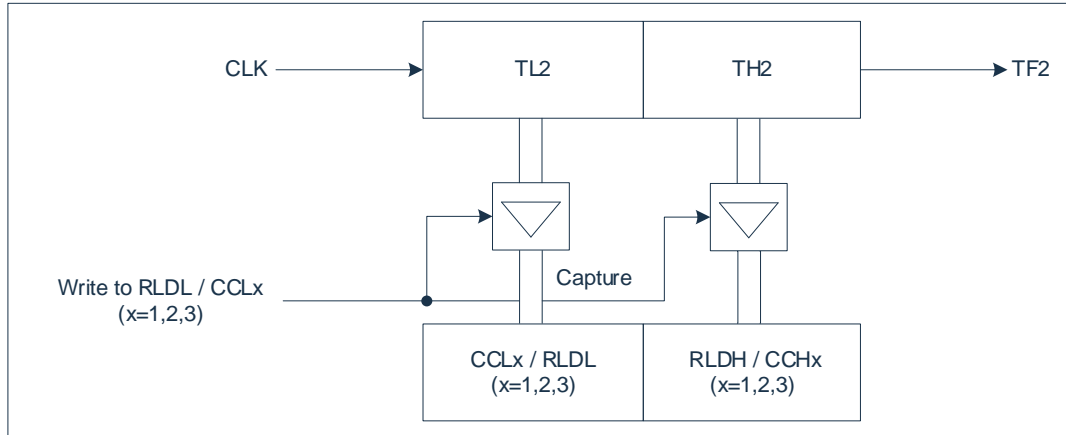 CLK
TL2
TH2
TF2
Capture
Write to RLDL / CCLx
(x=1,2,3)
CCLx / RLDL
(x=1,2,3)
RLDH / CCHx
(x=1,2,3)